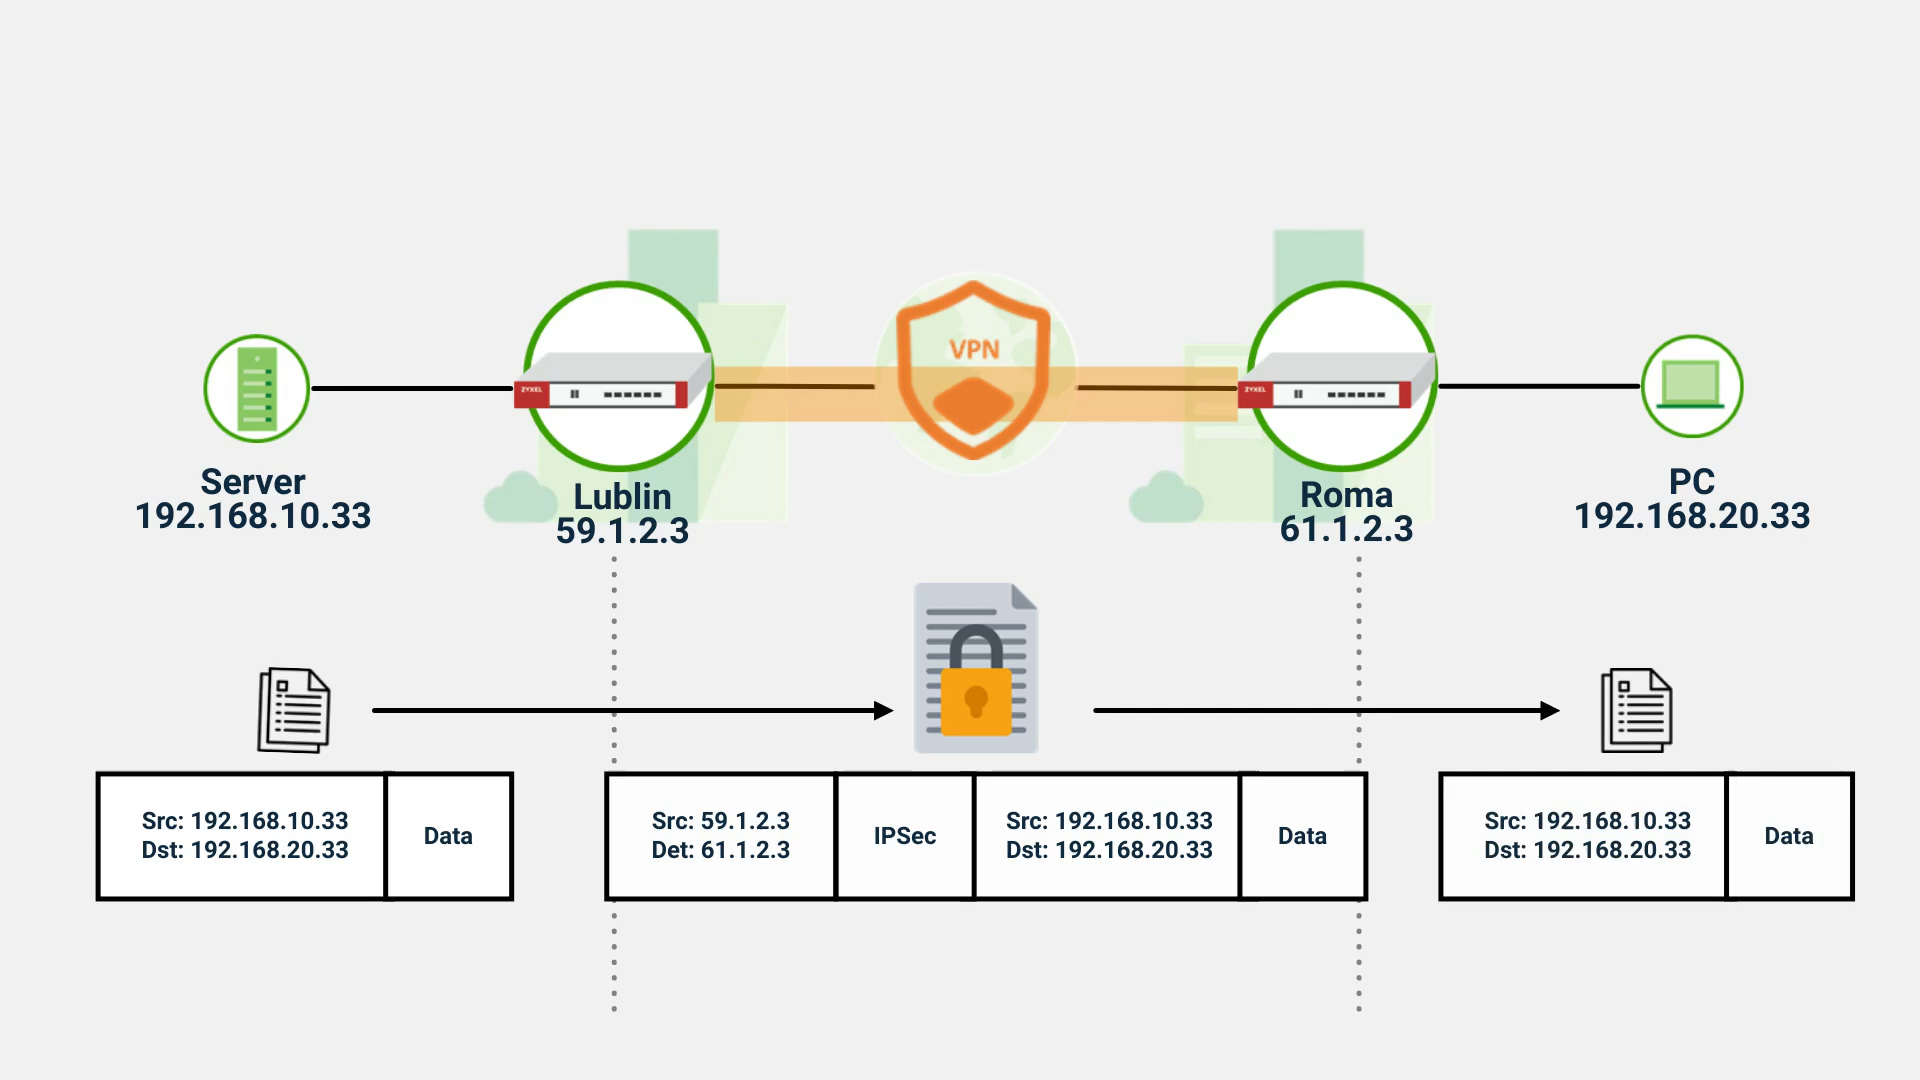 VPN
ZYXEL
ZYXEL
Server
192.168.10.33
Lublin
59.1.2.3
Roma
61.1.2.3
PC
192.168.20.33
Src: 192.168.10.33
Dst: 192.168.20.33
Data
Src: 59.1.2.3
Det: 61.1.2.3
IPSec
Src: 192.168.10.33
Dst: 192.168.20.33
Data
Src: 192.168.10.33
Dst: 192.168.20.33
Data